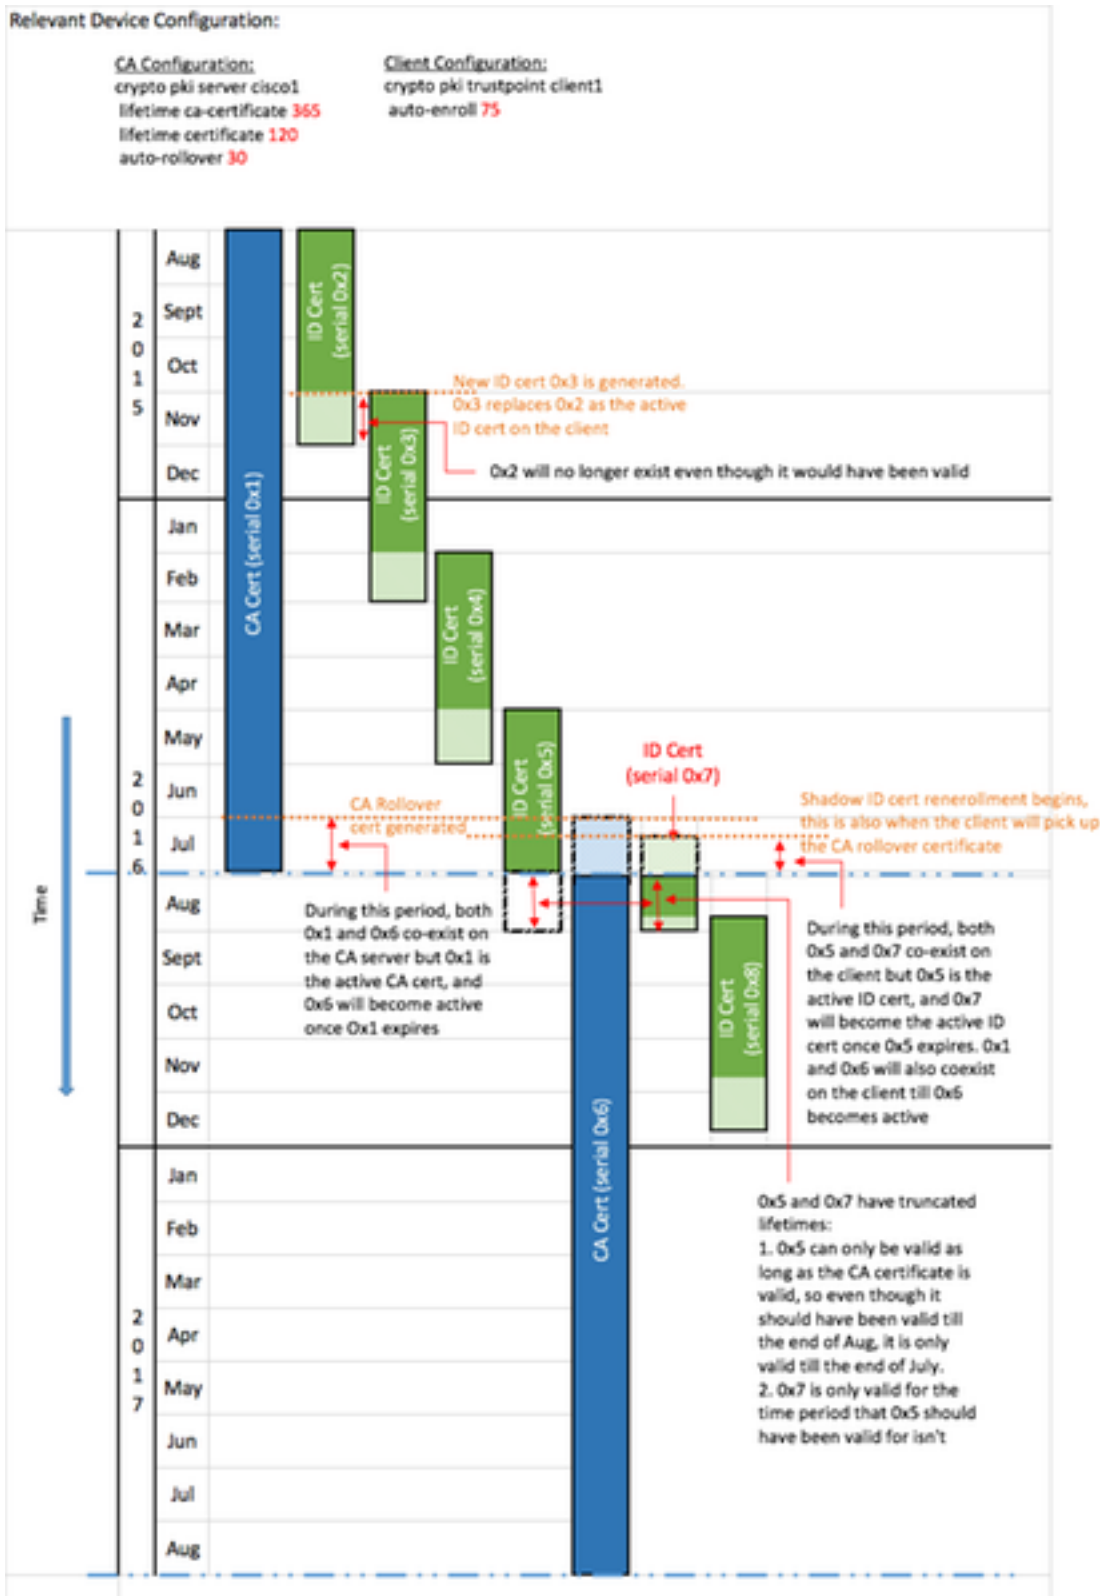 Relevant Device Configuration:
CA Configuration:
crypto pki server cisco1
lifetime ca-certificate 365
lifetime certificate 120
auto-rollover 30
Client Configuration:
crypto pki trustpoint client1
auto-enroll 75
Time
2015
Aug
Sept
Oct
Nov
Dec
2016
Jan
Feb
Mar
Apr
May
Jun
Jul
Aug
Sept
Oct
Nov
Dec
2017
Jan
Feb
Mar
Apr
May
Jun
Jul
Aug
CA Cert (serial 0x1)
ID Cert
(serial 0x2)
ID Cert
(serial 0x3)
New ID cert 0x3 is generated.
0x3 replaces 0x2 as the active
ID cert on the client
0x2 will no longer exist even though it would have been valid
ID Cert
(serial 0x4)
ID Cert
(serial 0x5)
ID Cert
(serial 0x7)
CA Rollover
cert generated
Shadow ID cert renerollment begins,
this is also when the client will pick up
the CA rollover certificate
During this period, both
0x1 and 0x6 co-exist on
the CA server but 0x1 is
the active CA cert, and
0x6 will become active
once Ox1 expires
CA Cert (serial 0x6)
ID Cert
(serial 0x8)
During this period, both
0x5 and 0x7 co-exist on
the client but 0x5 is the
active ID cert, and 0x7
will become the active ID
cert once 0x5 expires. 0x1
and 0x6 will also coexist
on the client till 0x6
becomes active
0x5 and 0x7 have truncated
lifetimes:
1. 0x5 can only be valid as
long as the CA certificate is
valid, so even though it
should have been valid till
the end of Aug, it is only
valid till the end of July.
2. 0x7 is only valid for the
time period that 0x5 should
have been valid for isn't